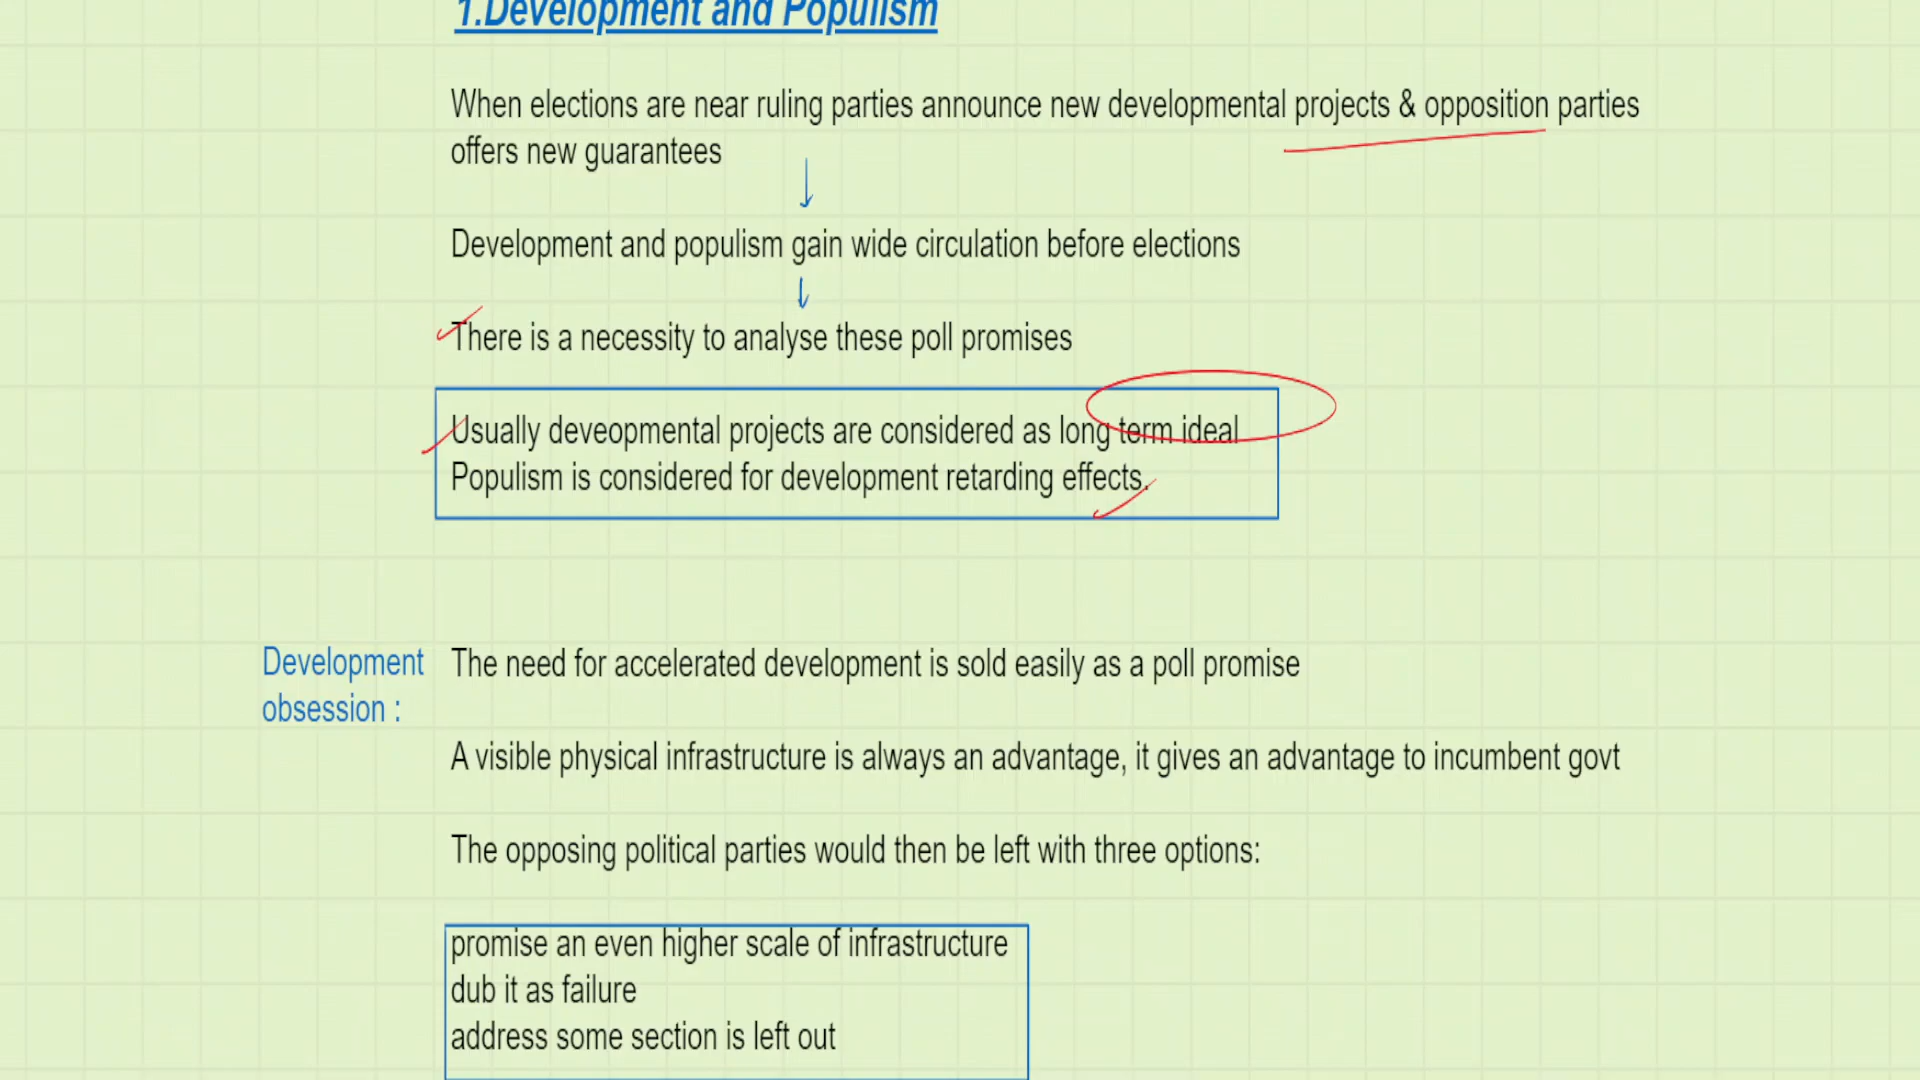 1.Development and Populism
When elections are near ruling parties announce new developmental projects & opposition parties
offers new guarantees
Development and populism gain wide circulation before elections
There is a necessity to analyse these poll promises
Usually deveopmental projects are considered as long term ideal
Populism is considered for development retarding effects.
Development
obsession :
The need for accelerated development is sold easily as a poll promise
A visible physical infrastructure is always an advantage, it gives an advantage to incumbent govt
The opposing political parties would then be left with three options:
promise an even higher scale of infrastructure
dub it as failure
address some section is left out